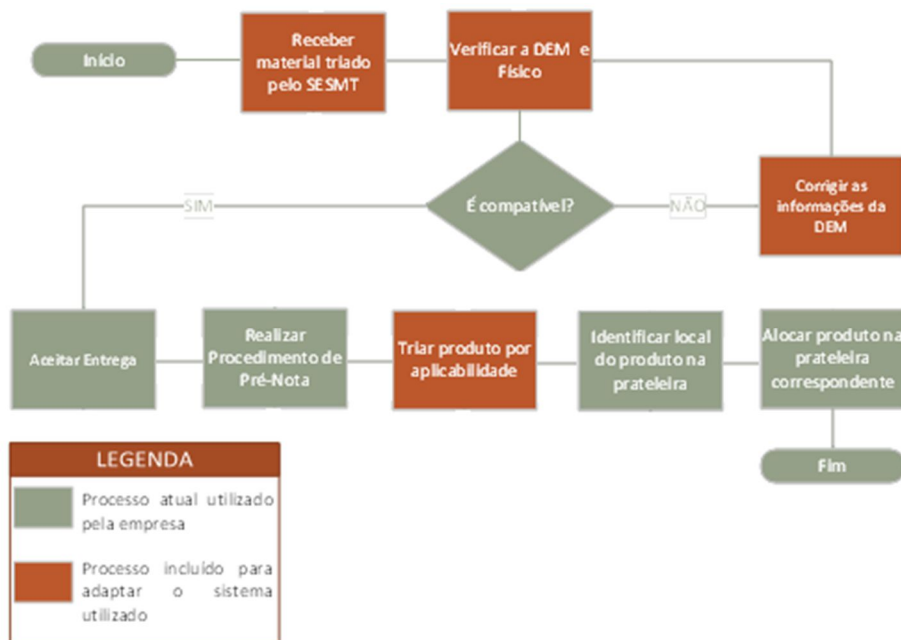 Início
Receber
material triado
pelo SESMT
Verificar a DEM e
Físico
É compatível?
SIM
NÃO
Corrigir as
informações da
DEM
Aceitar Entrega
Realizar
Procedimento de
Pré-Nota
Triar produto por
aplicabilidade
Identificar local
do produto na
prateleira
Alocar produto na
prateleira
correspondente
Fim
LEGENDA
Processo atual utilizado
pela empresa
Processo incluído para
adaptar o sistema
utilizado